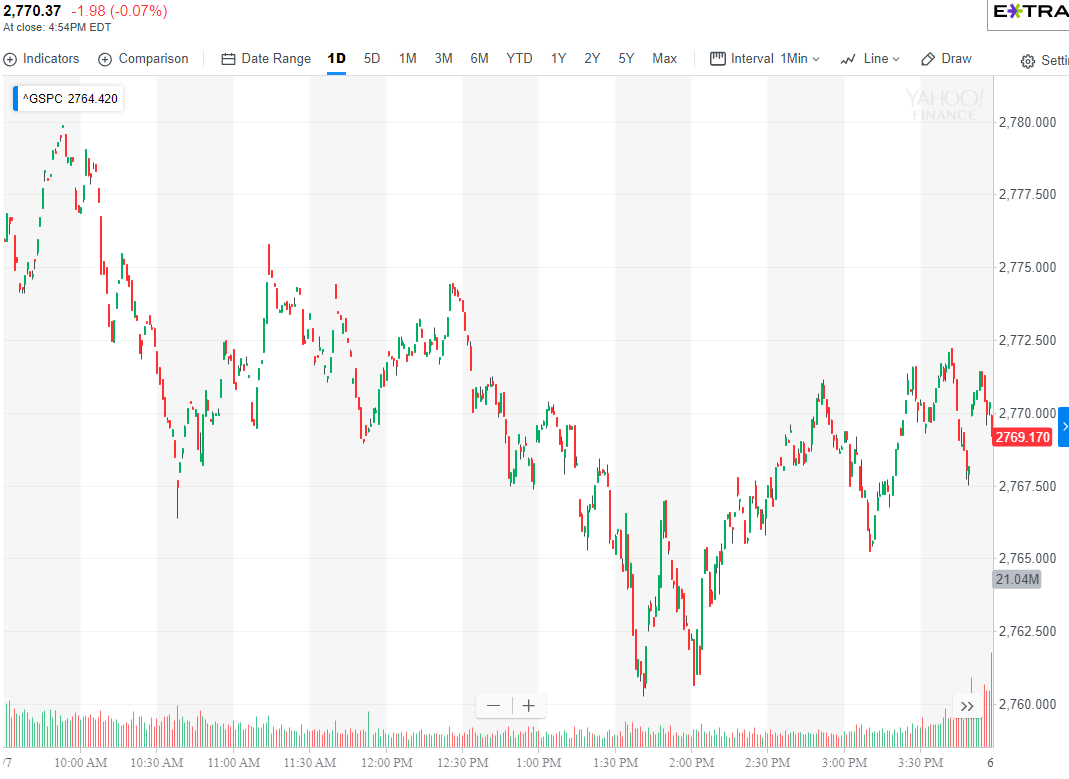 2,770.37 -1.98 (-0.07%)
At close: 4:54PM EDT
EXTRA
Indicators Comparison Date Range 1D 5D 1M 3M 6M YTD 1Y 2Y 5Y Max Interval 1Min Line Draw Setti
^GSPC 2764.420
YAHOO!
FINANCE
2,780.000
2,777.500
2,775.000
2,772.500
2,770.000
2769.170
2,767.500
2,765.000
21.04M
2,762.500
2,760.000
/7 10:00 AM 10:30 AM 11:00 AM 11:30 AM 12:00 PM 12:30 PM 1:00 PM 1:30 PM 2:00 PM 2:30 PM 3:00 PM 3:30 PM 6